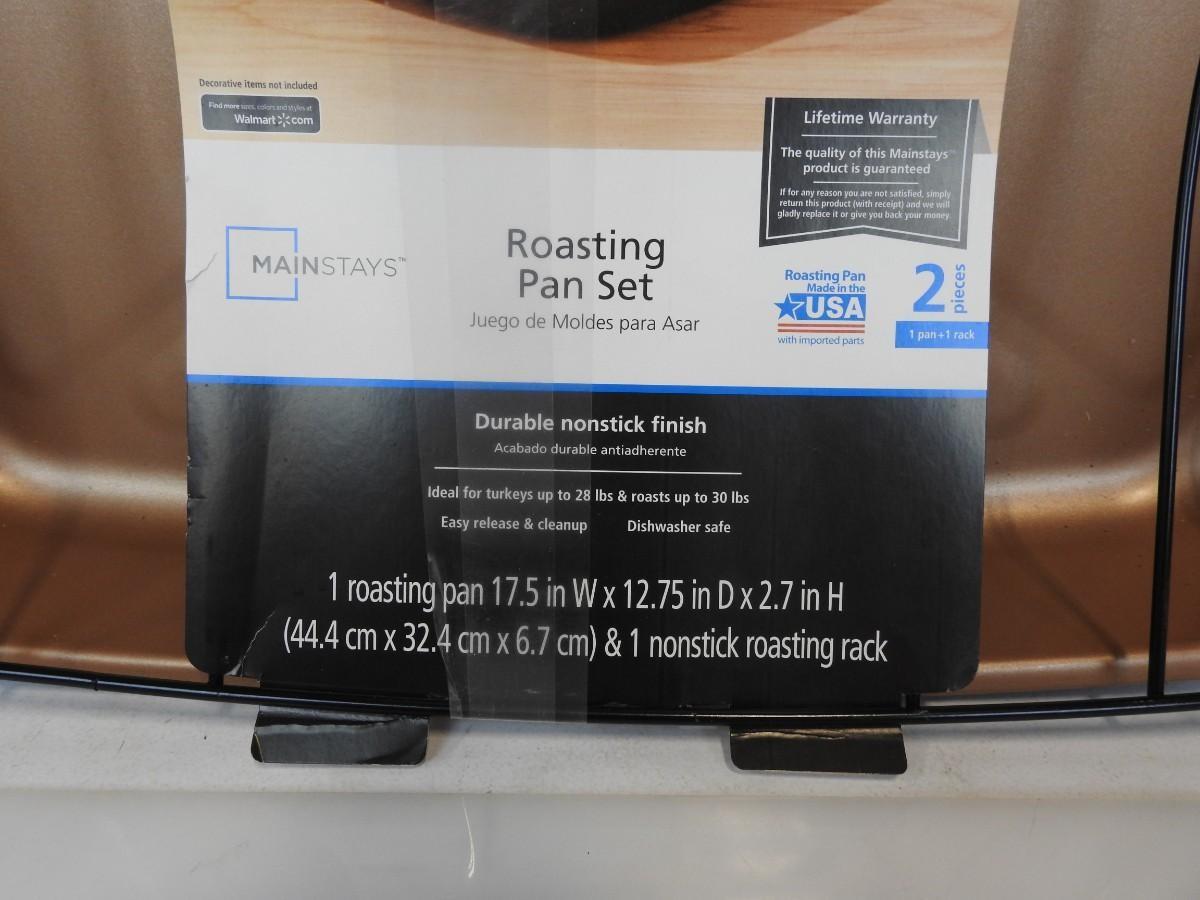 Decorative items not included
Find more sizes, colors and styles at
Walmart.com
Lifetime Warranty
The quality of this Mainstays™
product is guaranteed
If for any reason you are not satisfied, simply
return this product (with receipt) and we will
gladly replace it or give you back your money.
MAINSTAYS™
Roasting
Pan Set
Juego de Moldes para Asar
Roasting Pan
Made in the
USA
with imported parts
2 pieces
1 pan+1 rack
Durable nonstick finish
Acabado durable antiadherente
Ideal for turkeys up to 28 lbs & roasts up to 30 lbs
Easy release & cleanup Dishwasher safe
1 roasting pan 17.5 in W x 12.75 in D x 2.7 in H
(44.4 cm x 32.4 cm x 6.7 cm) & 1 nonstick roasting rack